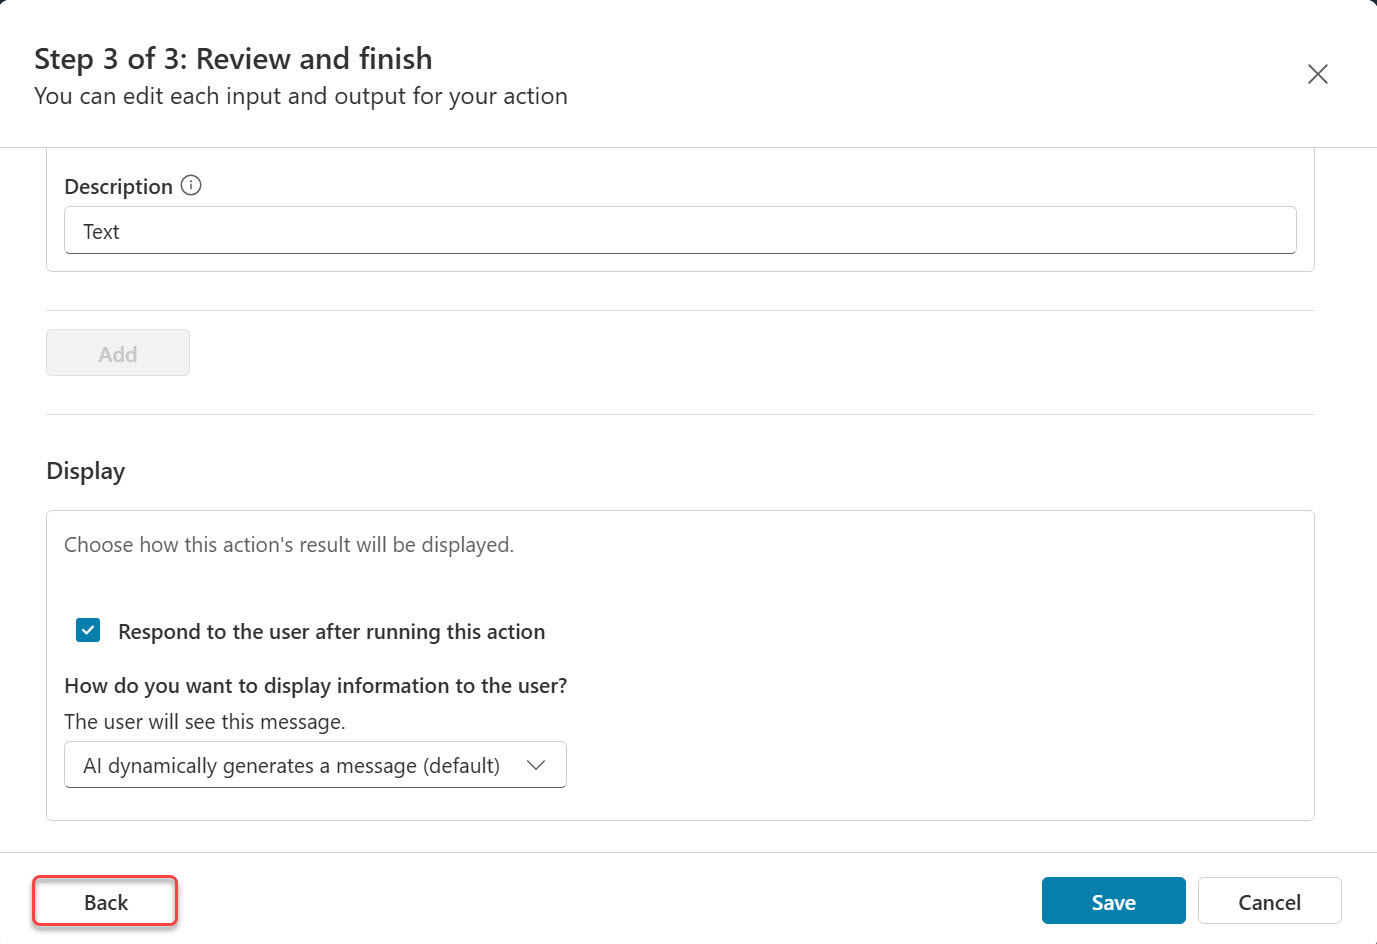 Step 3 of 3: Review and finish
You can edit each input and output for your action
Description
Text
Add
Display
Choose how this action's result will be displayed.
Respond to the user after running this action
How do you want to display information to the user?
The user will see this message.
AI dynamically generates a message (default)
Back
Save
Cancel